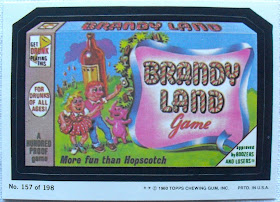 GET
DRUNK
PLAYING
THIS
FOR
DRUNKS
OF ALL
AGES!
A
HUNDRED
PROOF
game
BRANDY LAND
BRANDY
LAND
Game
approved
by BOOZERS
AND LOSERS
More fun than Hopscotch
No. 157 of 198
© 1980 TOPPS CHEWING GUM, INC.
PRTD. IN U.S.A.